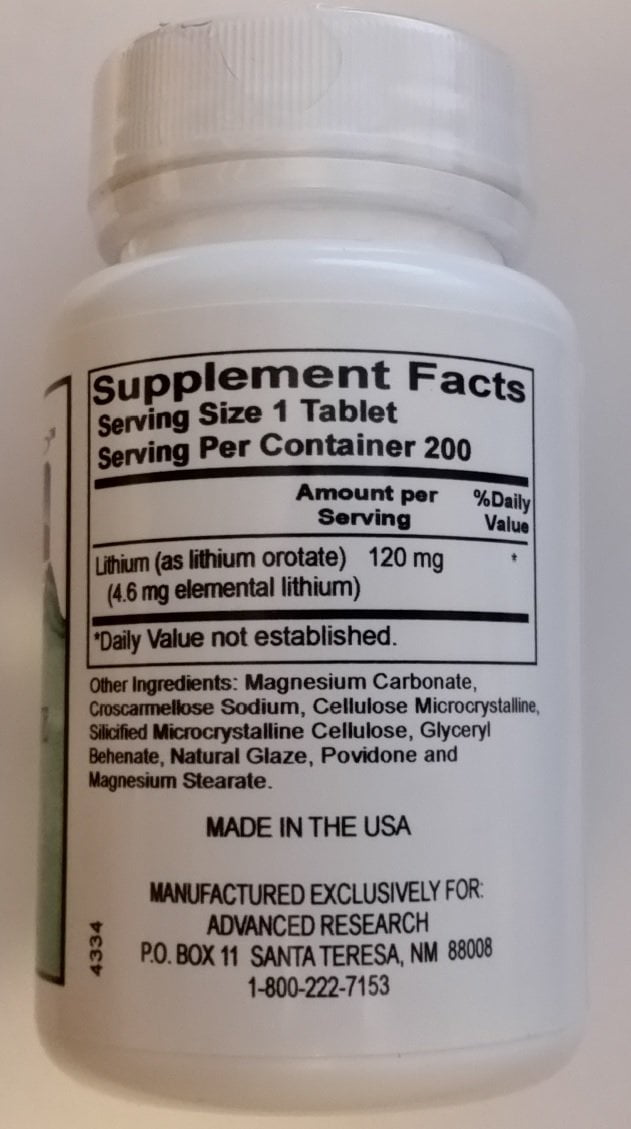 Supplement Facts
Serving Size 1 Tablet
Serving Per Container 200
Amount per
Serving
%Daily
Value
Lithium (as lithium orotate) 120 mg *
(4.6 mg elemental lithium)
*Daily Value not established.
Other Ingredients: Magnesium Carbonate,
Croscarmellose Sodium, Cellulose Microcrystalline,
Silicified Microcrystalline Cellulose, Glyceryl
Behenate, Natural Glaze, Povidone and
Magnesium Stearate.
MADE IN THE USA
MANUFACTURED EXCLUSIVELY FOR:
ADVANCED RESEARCH
P.O. BOX 11 SANTA TERESA, NM 88008
1-800-222-7153
4334